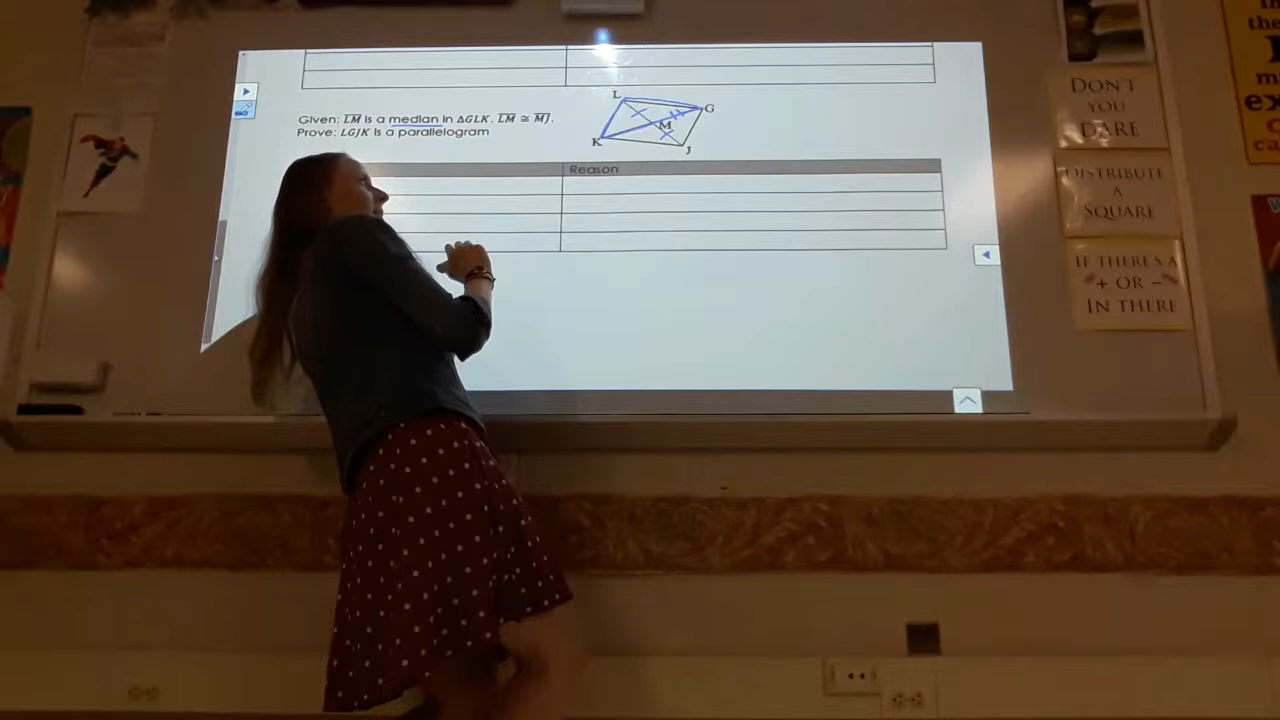 Given: LM is a median in ΔGLK. LM ≅ MJ.
Prove: LGJK is a parallelogram
L
G
M
K
J
Reason
DON'T
YOU
DARE
DISTRIBUTE
A
SQUARE
IF THERE'S A
+ OR -
IN THERE
the